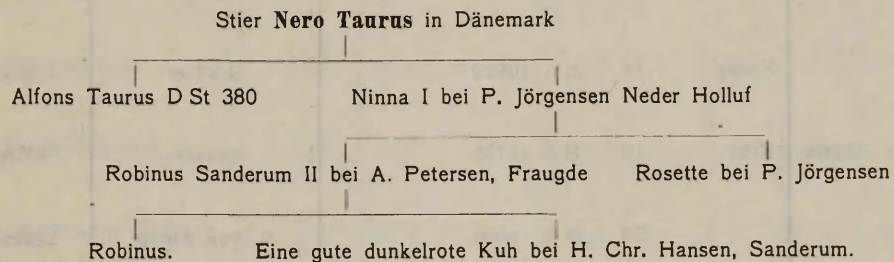 Stier Nero Taurus in Dänemark
Alfons Taurus D St 380 Ninna I bei P. Jörgensen Neder Holluf
Robinus Sanderum II bei A. Petersen, Fraugde Rosette bei P. Jörgensen
Robinus. Eine gute dunkelrote Kuh bei H. Chr. Hansen, Sanderum.